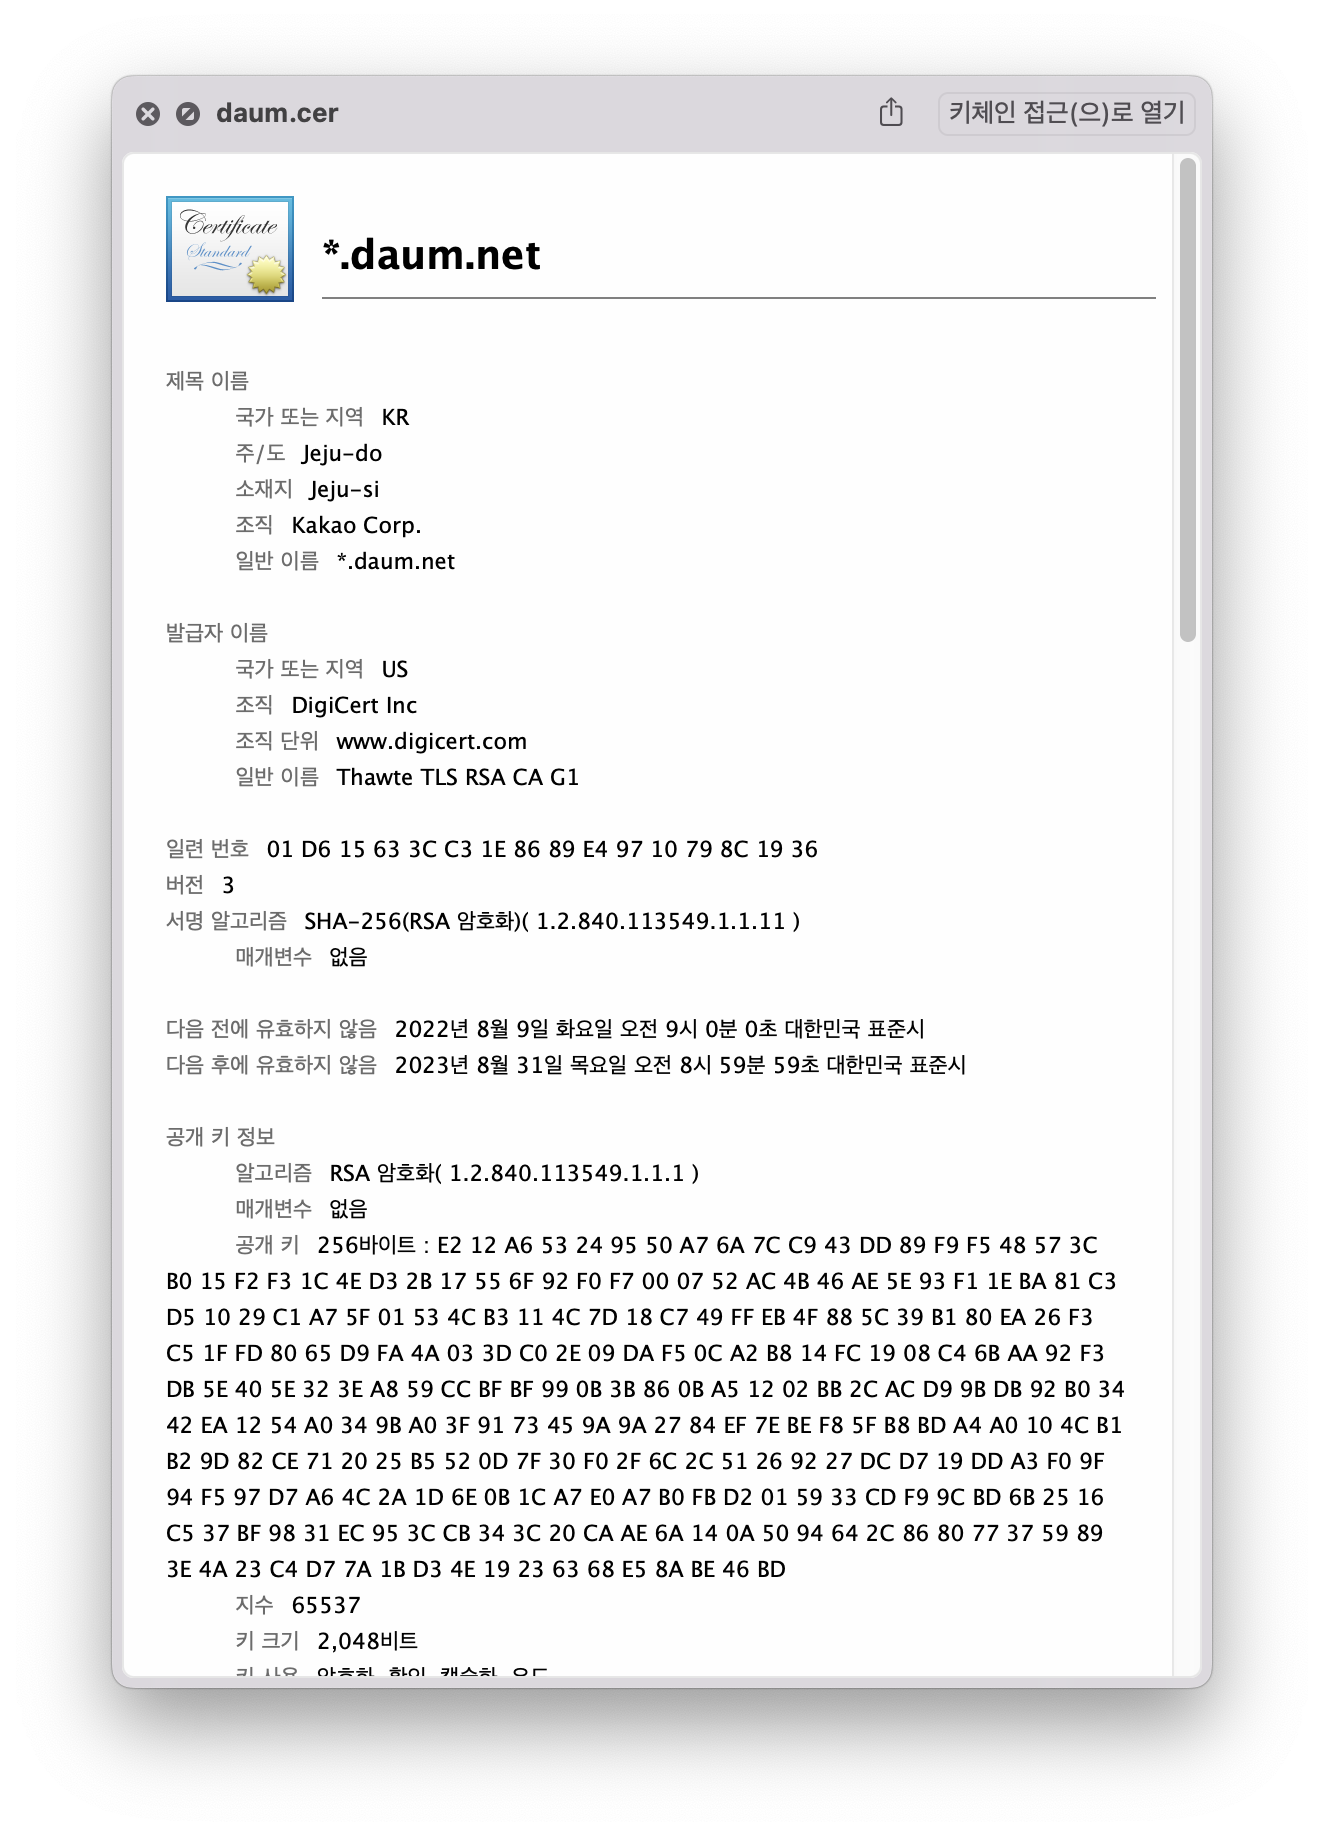 daum.cer
키체인 접근(으)로 열기
Certificate
Standard
*.daum.net
제목 이름
국가 또는 지역 KR
주/도 Jeju-do
소재지 Jeju-si
조직 Kakao Corp.
일반 이름 *.daum.net
발급자 이름
국가 또는 지역 US
조직 DigiCert Inc
조직 단위 www.digicert.com
일반 이름 Thawte TLS RSA CA G1
일련 번호 01 D6 15 63 3C C3 1E 86 89 E4 97 10 79 8C 19 36
버전 3
서명 알고리즘 SHA-256(RSA 암호화)( 1.2.840.113549.1.1.11 )
매개변수 없음
다음 전에 유효하지 않음 2022년 8월 9일 화요일 오전 9시 0분 0초 대한민국 표준시
다음 후에 유효하지 않음 2023년 8월 31일 목요일 오전 8시 59분 59초 대한민국 표준시
공개 키 정보
알고리즘 RSA 암호화( 1.2.840.113549.1.1.1 )
매개변수 없음
공개 키 256바이트 : E2 12 A6 53 24 95 50 A7 6A 7C C9 43 DD 89 F9 F5 48 57 3C
B0 15 F2 F3 1C 4E D3 2B 17 55 6F 92 F0 F7 00 07 52 AC 4B 46 AE 5E 93 F1 1E BA 81 C3
D5 10 29 C1 A7 5F 01 53 4C B3 11 4C 7D 18 C7 49 FF EB 4F 88 5C 39 B1 80 EA 26 F3
C5 1F FD 80 65 D9 FA 4A 03 3D C0 2E 09 DA F5 0C A2 B8 14 FC 19 08 C4 6B AA 92 F3
DB 5E 40 5E 32 3E A8 59 CC BF BF 99 0B 3B 86 0B A5 12 02 BB 2C AC D9 9B DB 92 B0 34
42 EA 12 54 A0 34 9B A0 3F 91 73 45 9A 9A 27 84 EF 7E BE F8 5F B8 BD A4 A0 10 4C B1
B2 9D 82 CE 71 20 25 B5 52 0D 7F 30 F0 2F 6C 2C 51 26 92 27 DC D7 19 DD A3 F0 9F
94 F5 97 D7 A6 4C 2A 1D 6E 0B 1C A7 E0 A7 B0 FB D2 01 59 33 CD F9 9C BD 6B 25 16
C5 37 BF 98 31 EC 95 3C CB 34 3C 20 CA AE 6A 14 0A 50 94 64 2C 86 80 77 37 59 89
3E 4A 23 C4 D7 7A 1B D3 4E 19 23 63 68 E5 8A BE 46 BD
지수 65537
키 크기 2,048비트
키 사용 암호화, 확인, 캡슐화, 유도